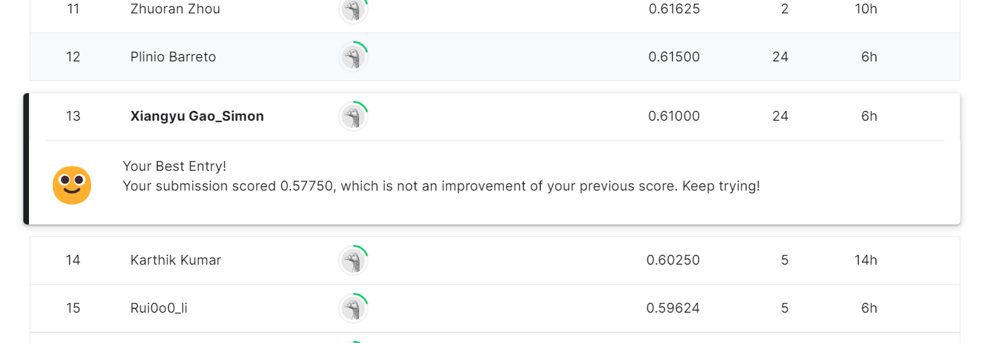 11 Zhuoran Zhou 0.61625 2 10h
12 Plinio Barreto 0.61500 24 6h
13 Xiangyu Gao_Simon 0.61000 24 6h
Your Best Entry!
Your submission scored 0.57750, which is not an improvement of your previous score. Keep trying!
14 Karthik Kumar 0.60250 5 14h
15 Rui0o0_li 0.59624 5 6h